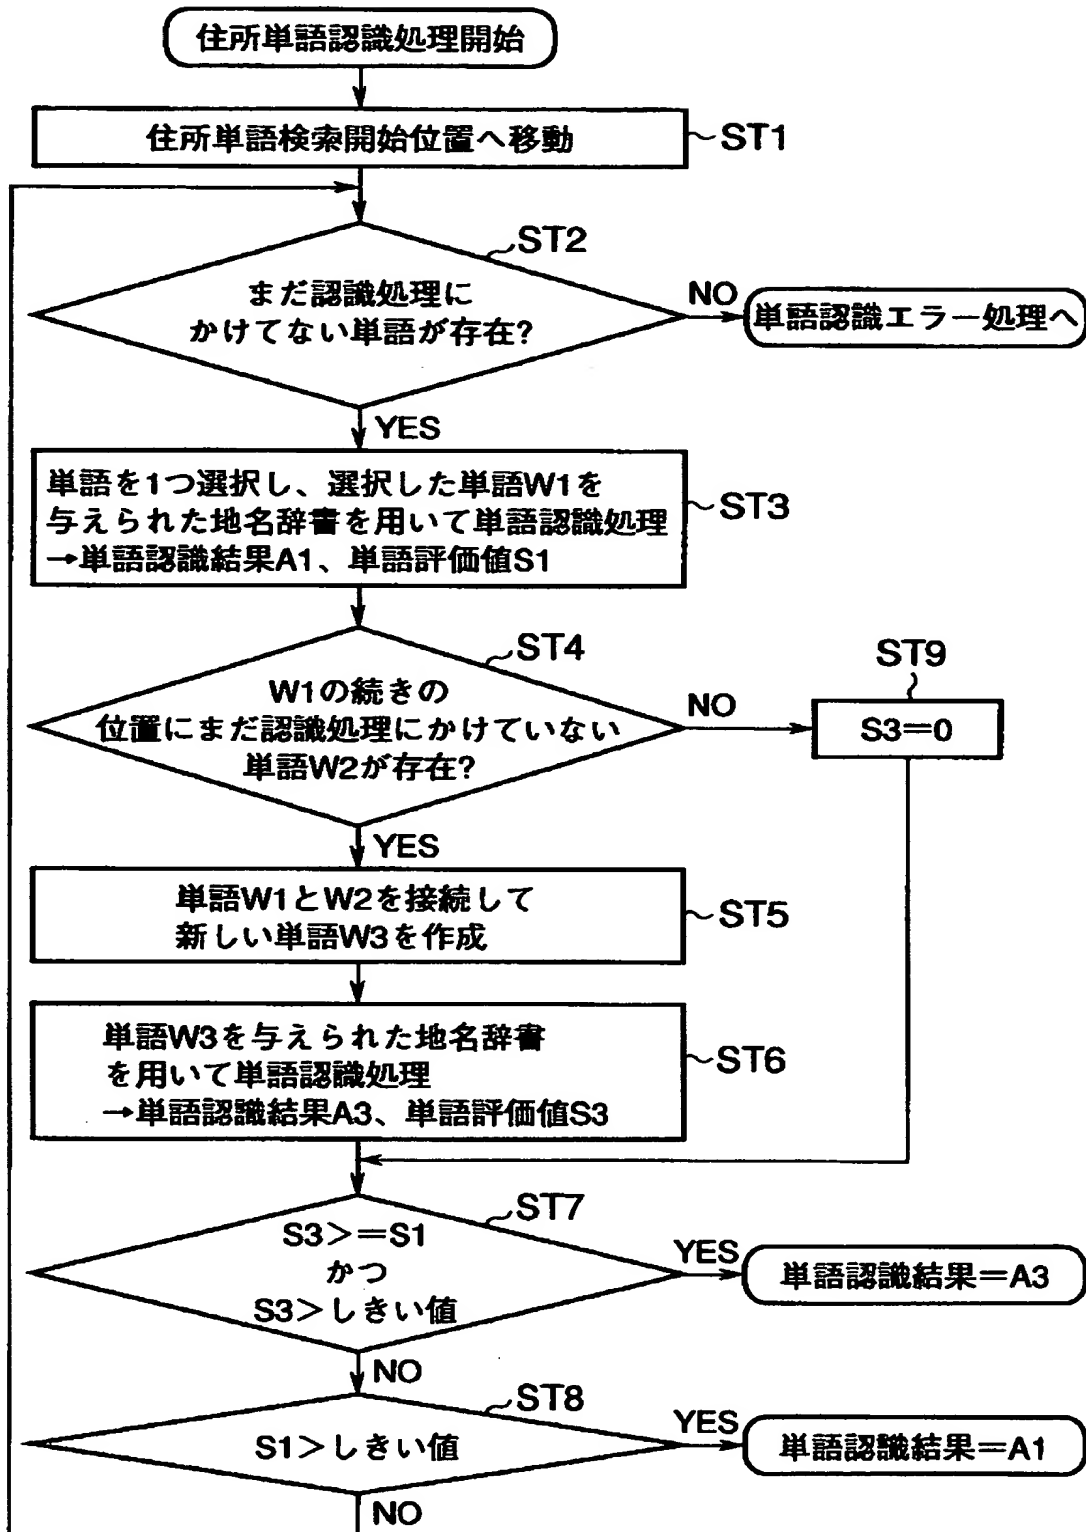 住所単語認識処理開始
住所単語検索開始位置へ移動
ST1
ST2
まだ認識処理に
かけてない単語が存在?
NO
単語認識エラー処理へ
YES
単語を1つ選択し、選択した単語W1を
与えられた地名辞書を用いて単語認識処理
→単語認識結果A1、単語評価値S1
ST3
ST4
W1の続きの
位置にまだ認識処理にかけていない
単語W2が存在?
NO
ST9
S3=0
YES
単語W1とW2を接続して
新しい単語W3を作成
ST5
単語W3を与えられた地名辞書
を用いて単語認識処理
→単語認識結果A3、単語評価値S3
ST6
ST7
S3>=S1
かつ
S3>しきい値
YES
単語認識結果=A3
NO
ST8
S1>しきい値
YES
単語認識結果=A1
NO